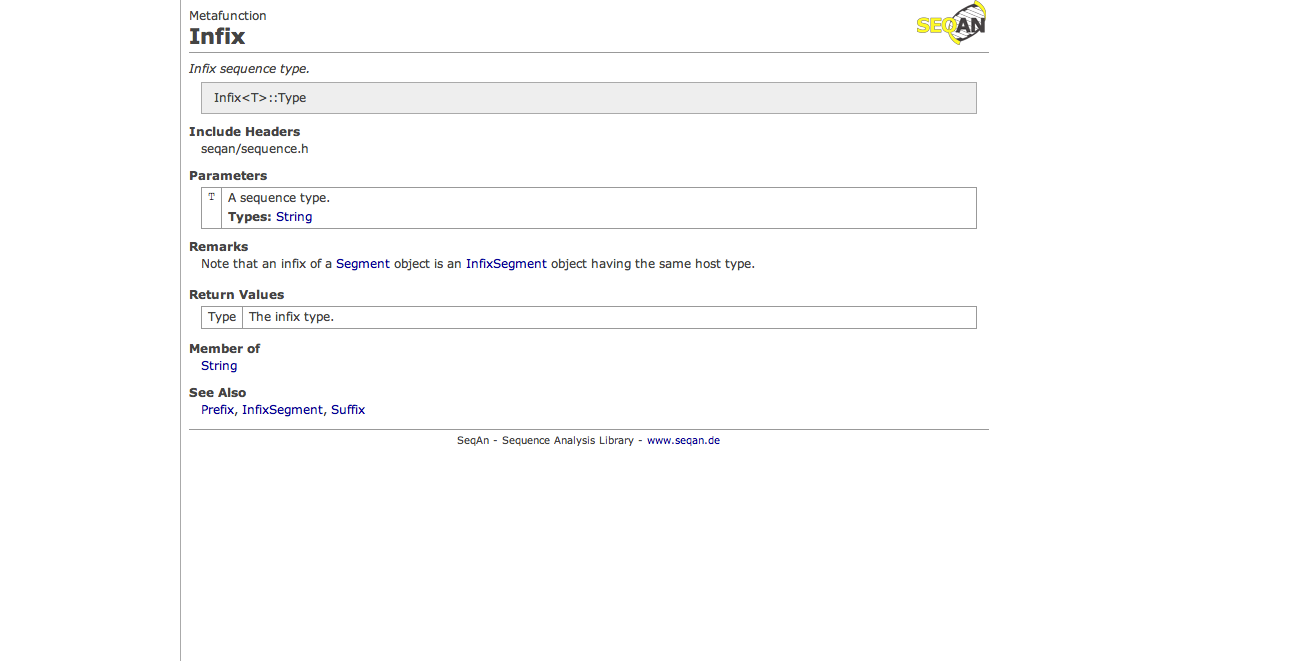 Metafunction
SEQAN
Infix
Infix sequence type.
Infix<T>::Type
Include Headers
seqan/sequence.h
Parameters
T A sequence type.
Types: String
Remarks
Note that an infix of a Segment object is an InfixSegment object having the same host type.
Return Values
Type The infix type.
Member of
String
See Also
Prefix, InfixSegment, Suffix
SeqAn - Sequence Analysis Library - www.seqan.de